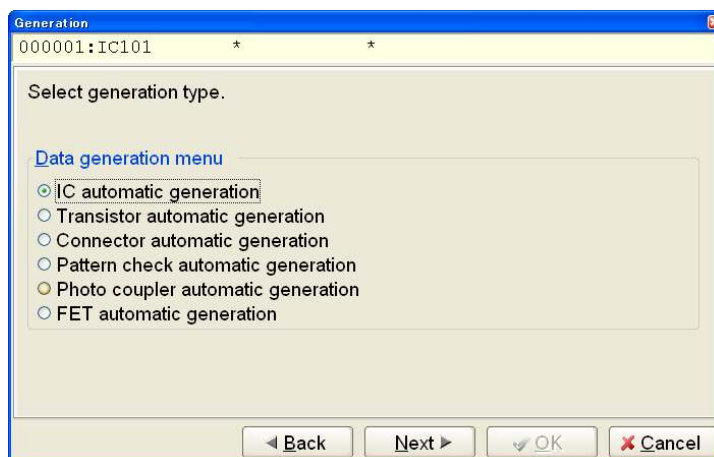 Generation
000001:IC101 * *
Select generation type.
Data generation menu
IC automatic generation
Transistor automatic generation
Connector automatic generation
Pattern check automatic generation
Photo coupler automatic generation
FET automatic generation
Back Next OK Cancel